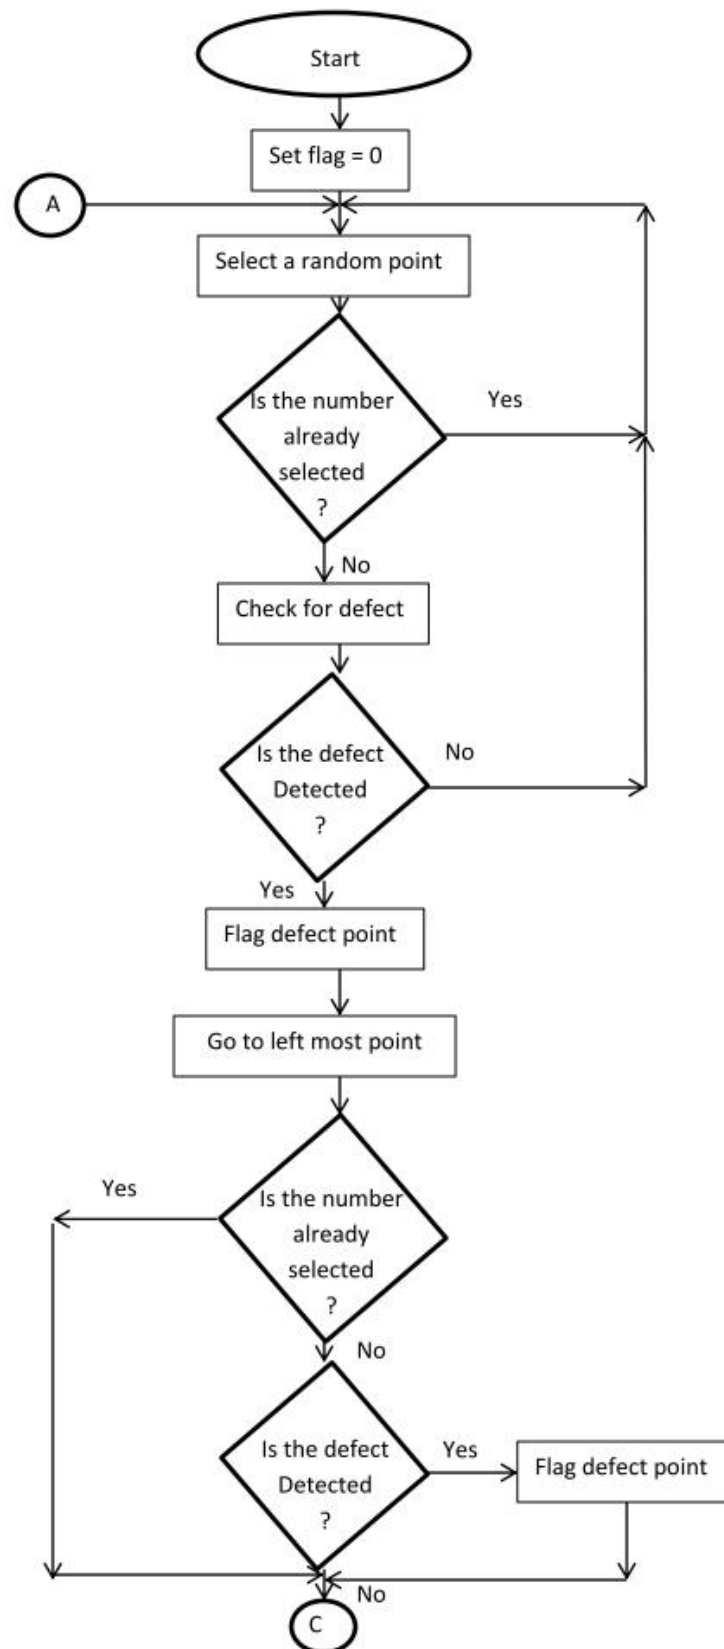 Start
Set flag = 0
A
Select a random point
Is the number
already
selected
?
Yes
No
Check for defect
Is the defect
Detected
?
No
Yes
Flag defect point
Go to left most point
Yes
Is the number
already
selected
?
No
Is the defect
Detected
?
Yes
Flag defect point
No
C